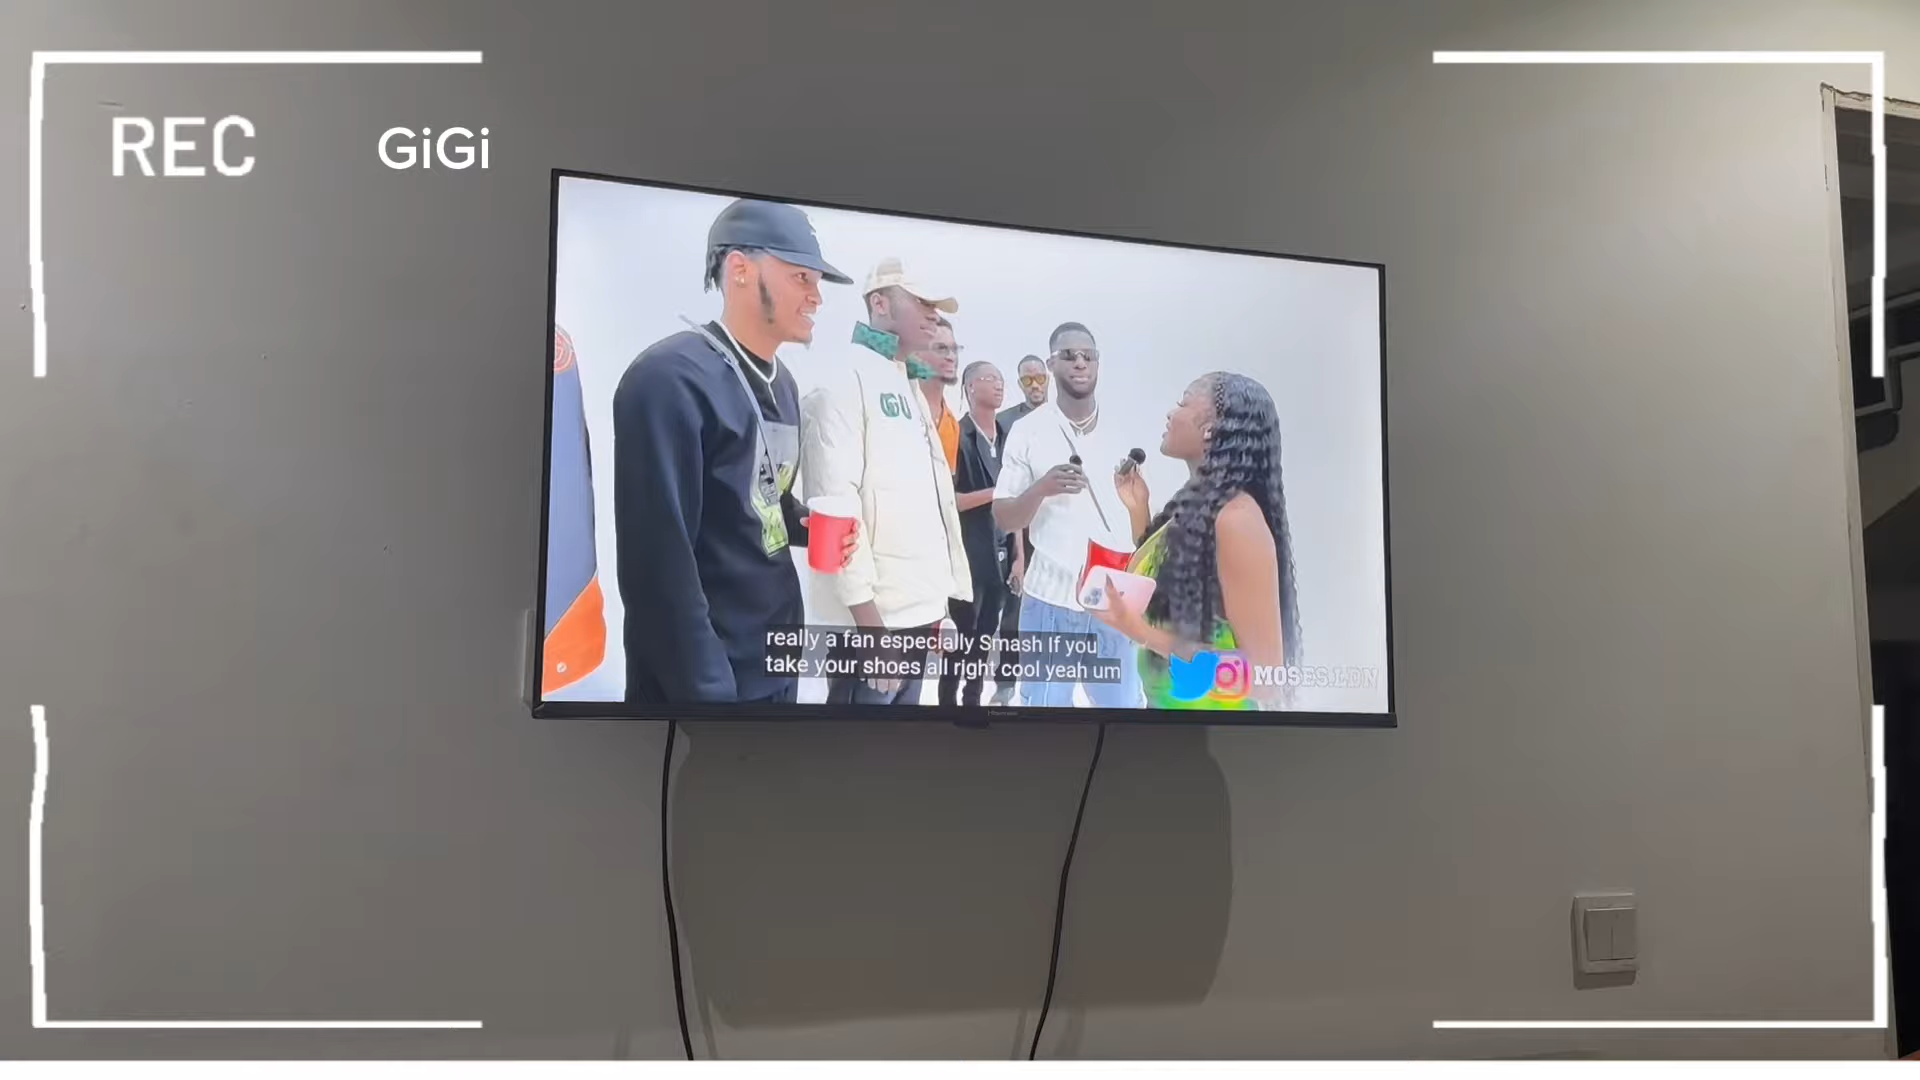 REC
GiGi
GU
really a fan especially Smash If you
take your shoes all right cool yeah um
MOSES.LDN